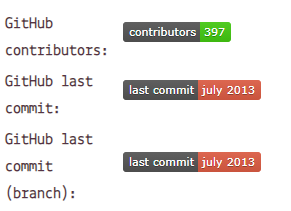 GitHub
contributors:
contributors 397
GitHub last
commit:
last commit july 2013
GitHub last
commit
(branch):
last commit july 2013